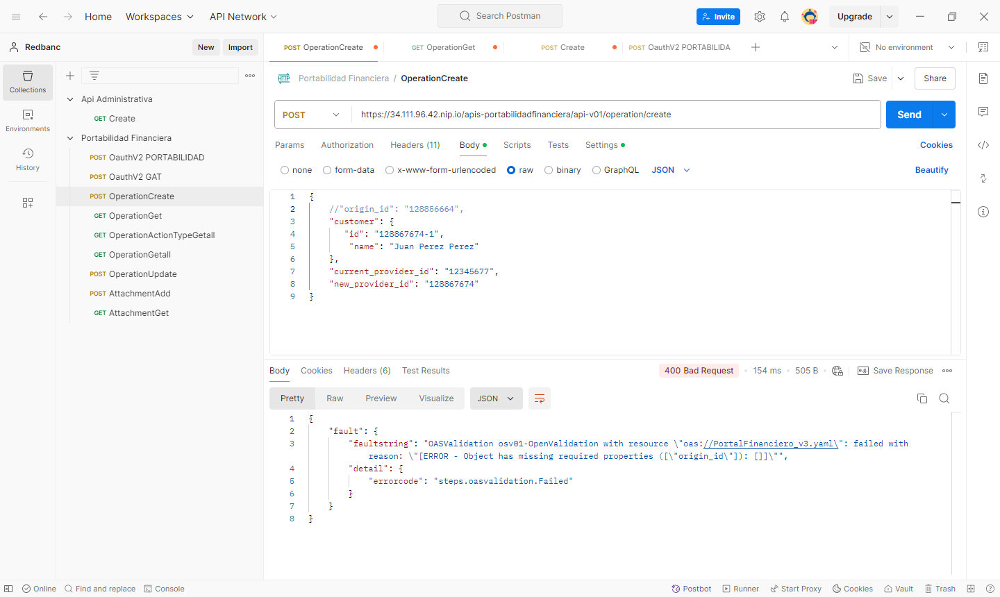 Home Workspaces API Network Search Postman Invite Upgrade
Redbanc New Import
POST OperationCreate GET OperationGet POST Create POST OauthV2 PORTABILIDA No environment
Collections
Environments
History
Api Administrativa
GET Create
Portabilidad Financiera
POST OauthV2 PORTABILIDAD
POST OauthV2 GAT
POST OperationCreate
GET OperationGet
GET OperationActionTypeGetall
GET OperationGetall
POST OperationUpdate
POST AttachmentAdd
GET AttachmentGet
HTTP Portabilidad Financiera / OperationCreate Save Share
POST https://34.111.96.42.nip.io/apis-portabilidadfinanciera/api-v01/operation/create Send
Params Authorization Headers (11) Body Scripts Tests Settings Cookies
none form-data x-www-form-urlencoded raw binary GraphQL JSON Beautify
1 {
2 //"origin_id": "128856664",
3 "customer": {
4 "id": "128867674-1",
5 "name": "Juan Perez Perez"
6 },
7 "current_provider_id": "12345677",
8 "new_provider_id": "128867674"
9 }
Body Cookies Headers (6) Test Results 400 Bad Request 154 ms 505 B e.g. Save Response
Pretty Raw Preview Visualize JSON
1 {
2 "fault": {
3 "faultstring": "OASValidation osv01-OpenValidation with resource \"oas://PortalFinanciero_v3.yaml\": failed with
reason: \"[ERROR - Object has missing required properties ([\"origin_id\"]): []]\"",
4 "detail": {
5 "errorcode": "steps.oasvalidation.Failed"
6 }
7 }
8 }
Online Find and replace Console Postbot Runner Start Proxy Cookies Vault Trash